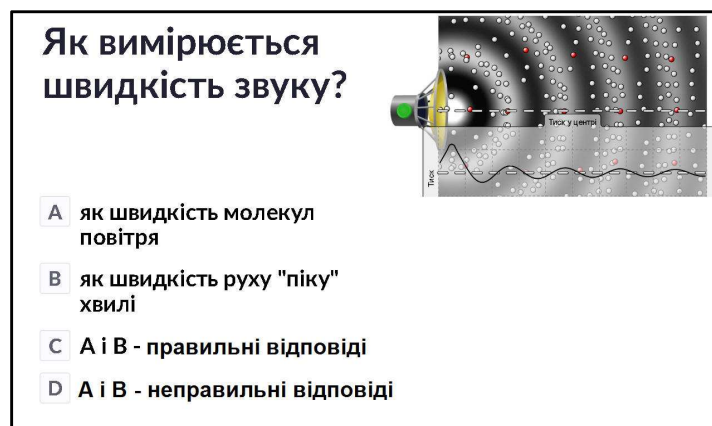 Як вимірюється
швидкість звуку?
Тиск у центрі
Тиск
A як швидкість молекул
повітря
B як швидкість руху "піку"
хвилі
C А і В - правильні відповіді
D А і В - неправильні відповіді